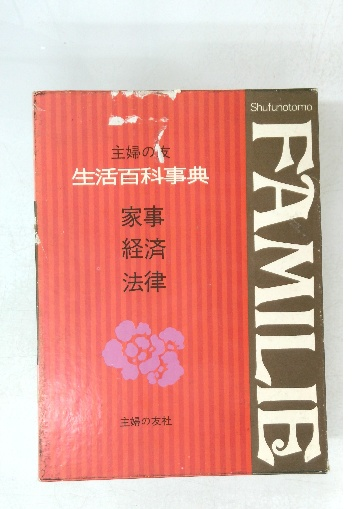 Shufunotomo
FAMILIE
主婦の友
生活百科事典
家事
経済
法律
主婦の友社